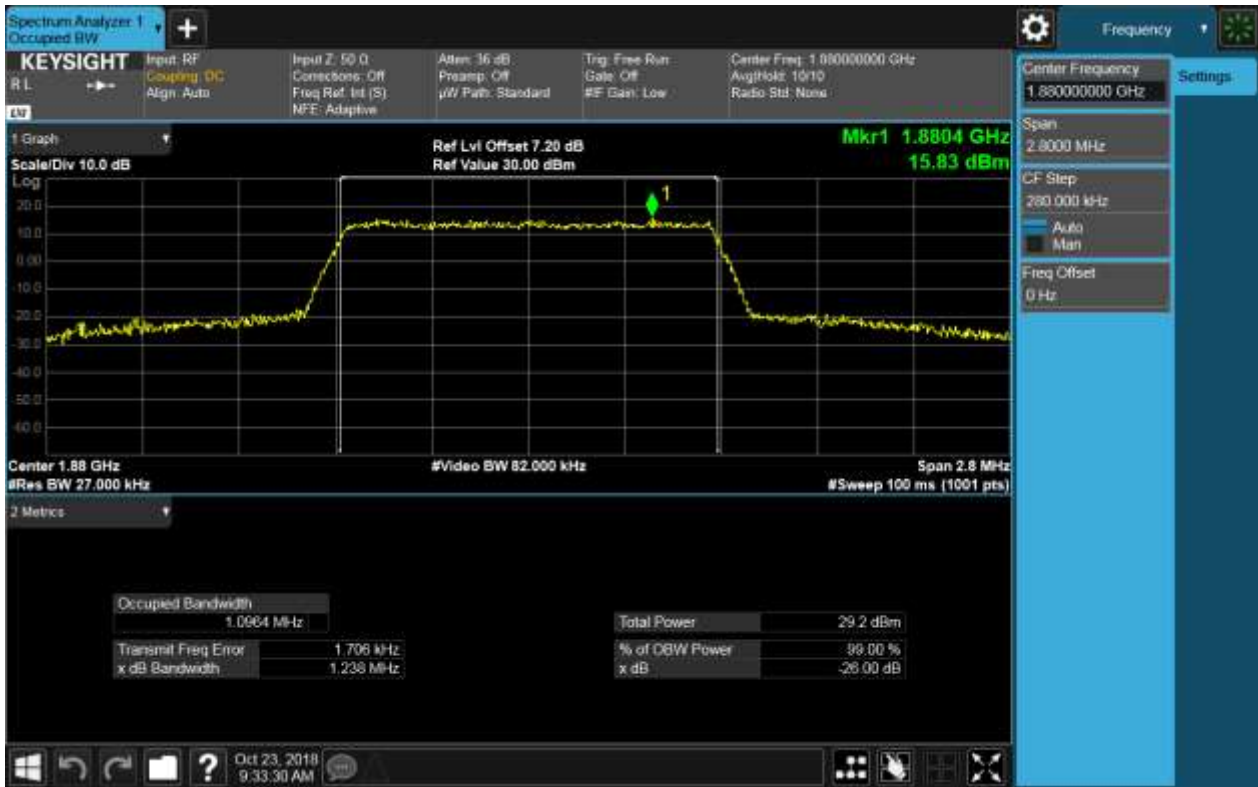 Spectrum Analyzer 1
Occupied BW
Frequency
KEYSIGHT
R L
Input: RF
Coupling: DC
Align: Auto
Input Z: 50 Ω
Corrections: Off
Freq Ref: Int (S)
NFE: Adaptive
Atten: 36 dB
Preamp: Off
µW Path: Standard
Trig: Free Run
Gate: Off
#IF Gain: Low
Center Freq: 1.880000000 GHz
Avg|Hold: 10/10
Radio Std: None
Center Frequency
1.880000000 GHz
Settings
Span
2.8000 MHz
CF Step
280.000 kHz
Auto
Man
Freq Offset
0 Hz
1 Graph
Scale/Div 10.0 dB
Ref Lvl Offset 7.20 dB
Ref Value 30.00 dBm
Mkr1 1.8804 GHz
15.83 dBm
Log
20.0
10.0
0.00
-10.0
-20.0
-30.0
-40.0
-50.0
-60.0
1
Center 1.88 GHz
#Res BW 27.000 kHz
#Video BW 82.000 kHz
Span 2.8 MHz
#Sweep 100 ms (1001 pts)
2 Metrics
Occupied Bandwidth
1.0964 MHz
Transmit Freq Error 1.706 kHz
x dB Bandwidth 1.238 MHz
Total Power 29.2 dBm
% of OBW Power 99.00 %
x dB -26.00 dB
?
Oct 23, 2018
9:33:30 AM